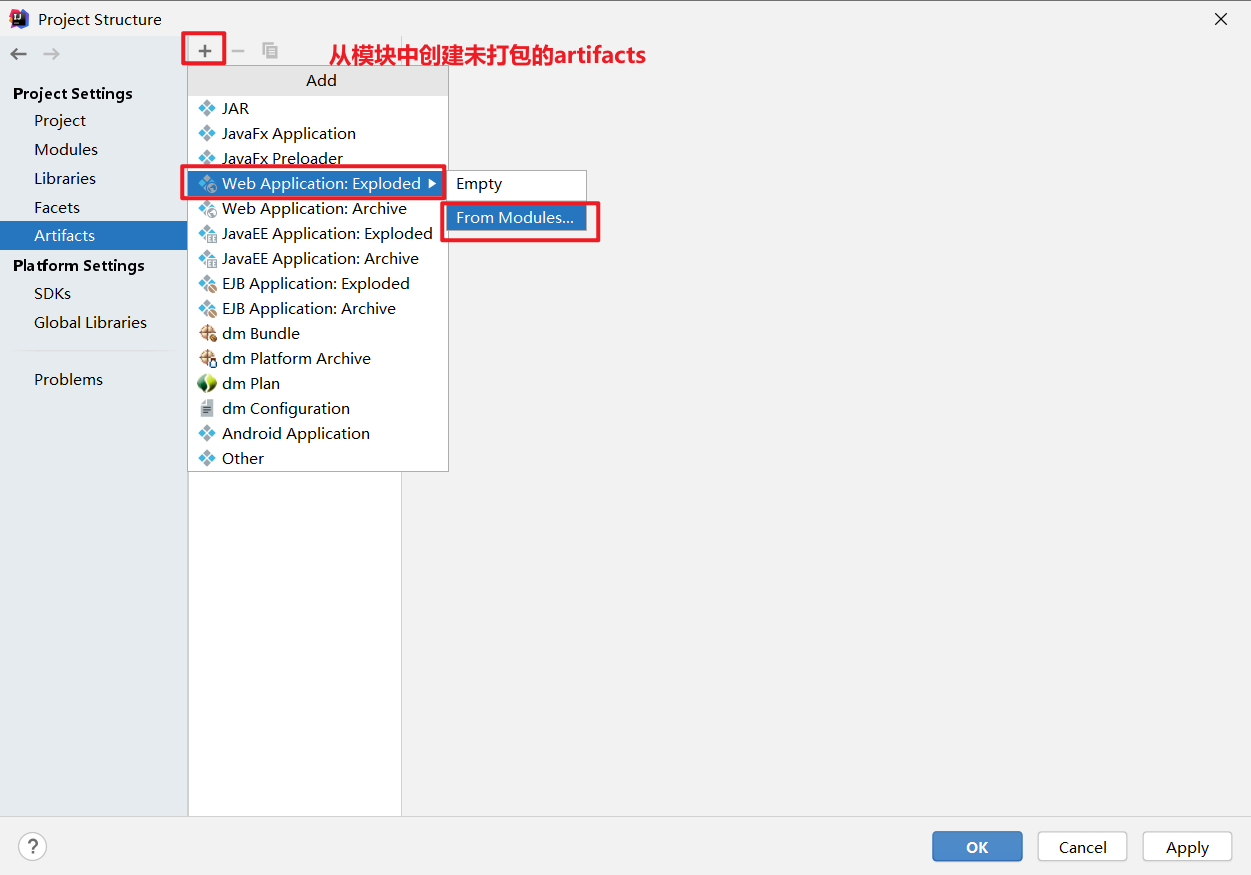 Project Structure
从模块中创建未打包的artifacts
Project Settings
Project
Modules
Libraries
Facets
Artifacts
Platform Settings
SDKs
Global Libraries
Problems
Add
JAR
JavaFx Application
JavaFx Preloader
Web Application: Exploded
Web Application: Archive
JavaEE Application: Exploded
JavaEE Application: Archive
EJB Application: Exploded
EJB Application: Archive
dm Bundle
dm Platform Archive
dm Plan
dm Configuration
Android Application
Other
Empty
From Modules...
?
OK
Cancel
Apply